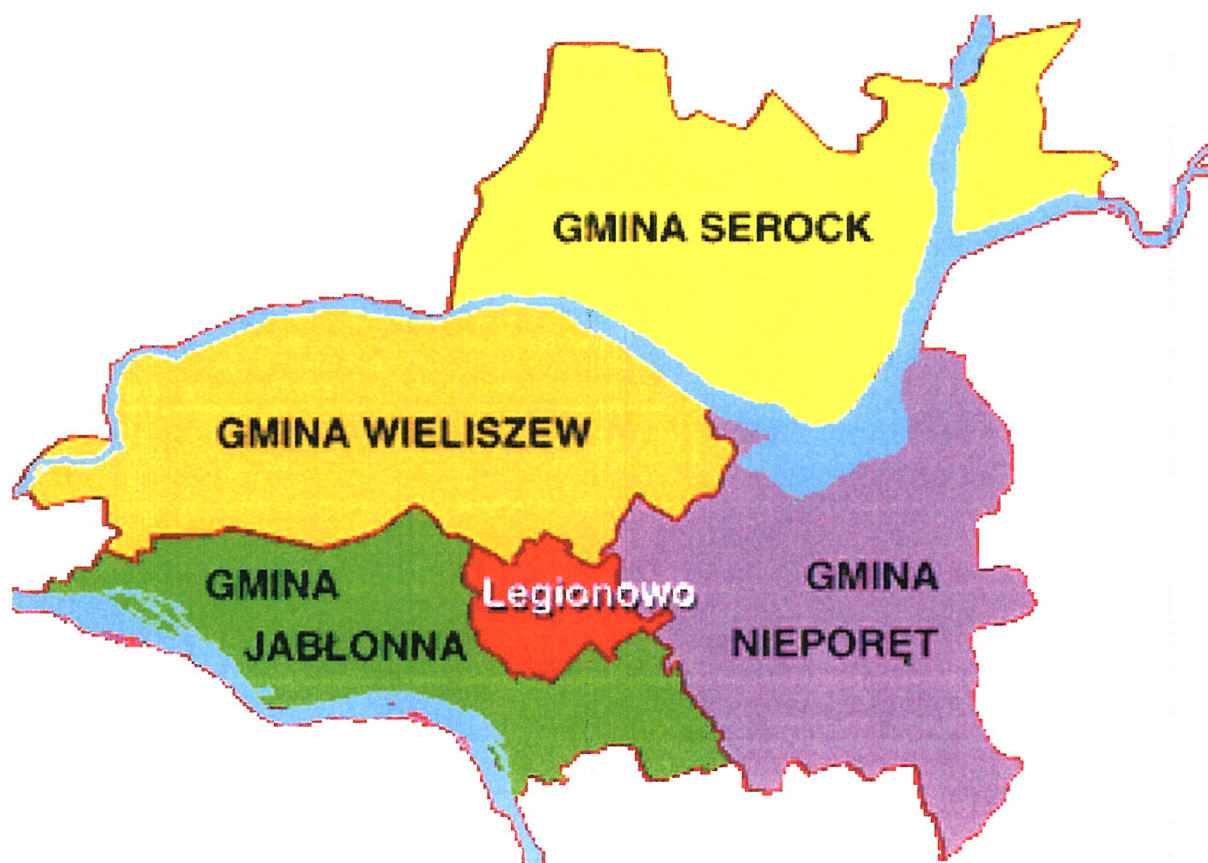 GMINA SEROCK
GMINA WIELISZEW
GMINA
JABŁONNA
Legionowo
GMINA
NIEPORĘT